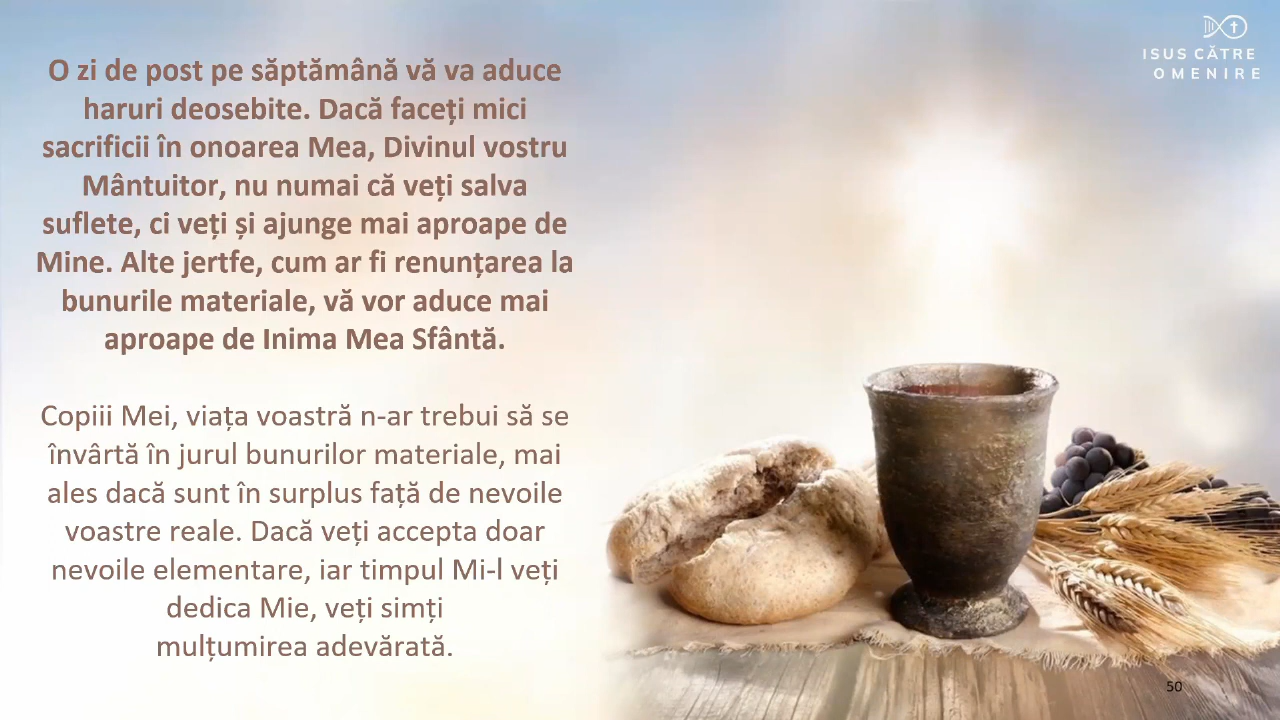 ISUS CĂTRE
OMENIRE
O zi de post pe săptămână vă va aduce
haruri deosebite. Dacă faceți mici
sacrificii în onoarea Mea, Divinul vostru
Mântuitor, nu numai că veți salva
suflete, ci veți și ajunge mai aproape de
Mine. Alte jertfe, cum ar fi renunțarea la
bunurile materiale, vă vor aduce mai
aproape de Inima Mea Sfântă.
Copiii Mei, viața voastră n-ar trebui să se
învârtă în jurul bunurilor materiale, mai
ales dacă sunt în surplus față de nevoile
voastre reale. Dacă veți accepta doar
nevoile elementare, iar timpul Mi-l veți
dedica Mie, veți simți
mulțumirea adevărată.
50